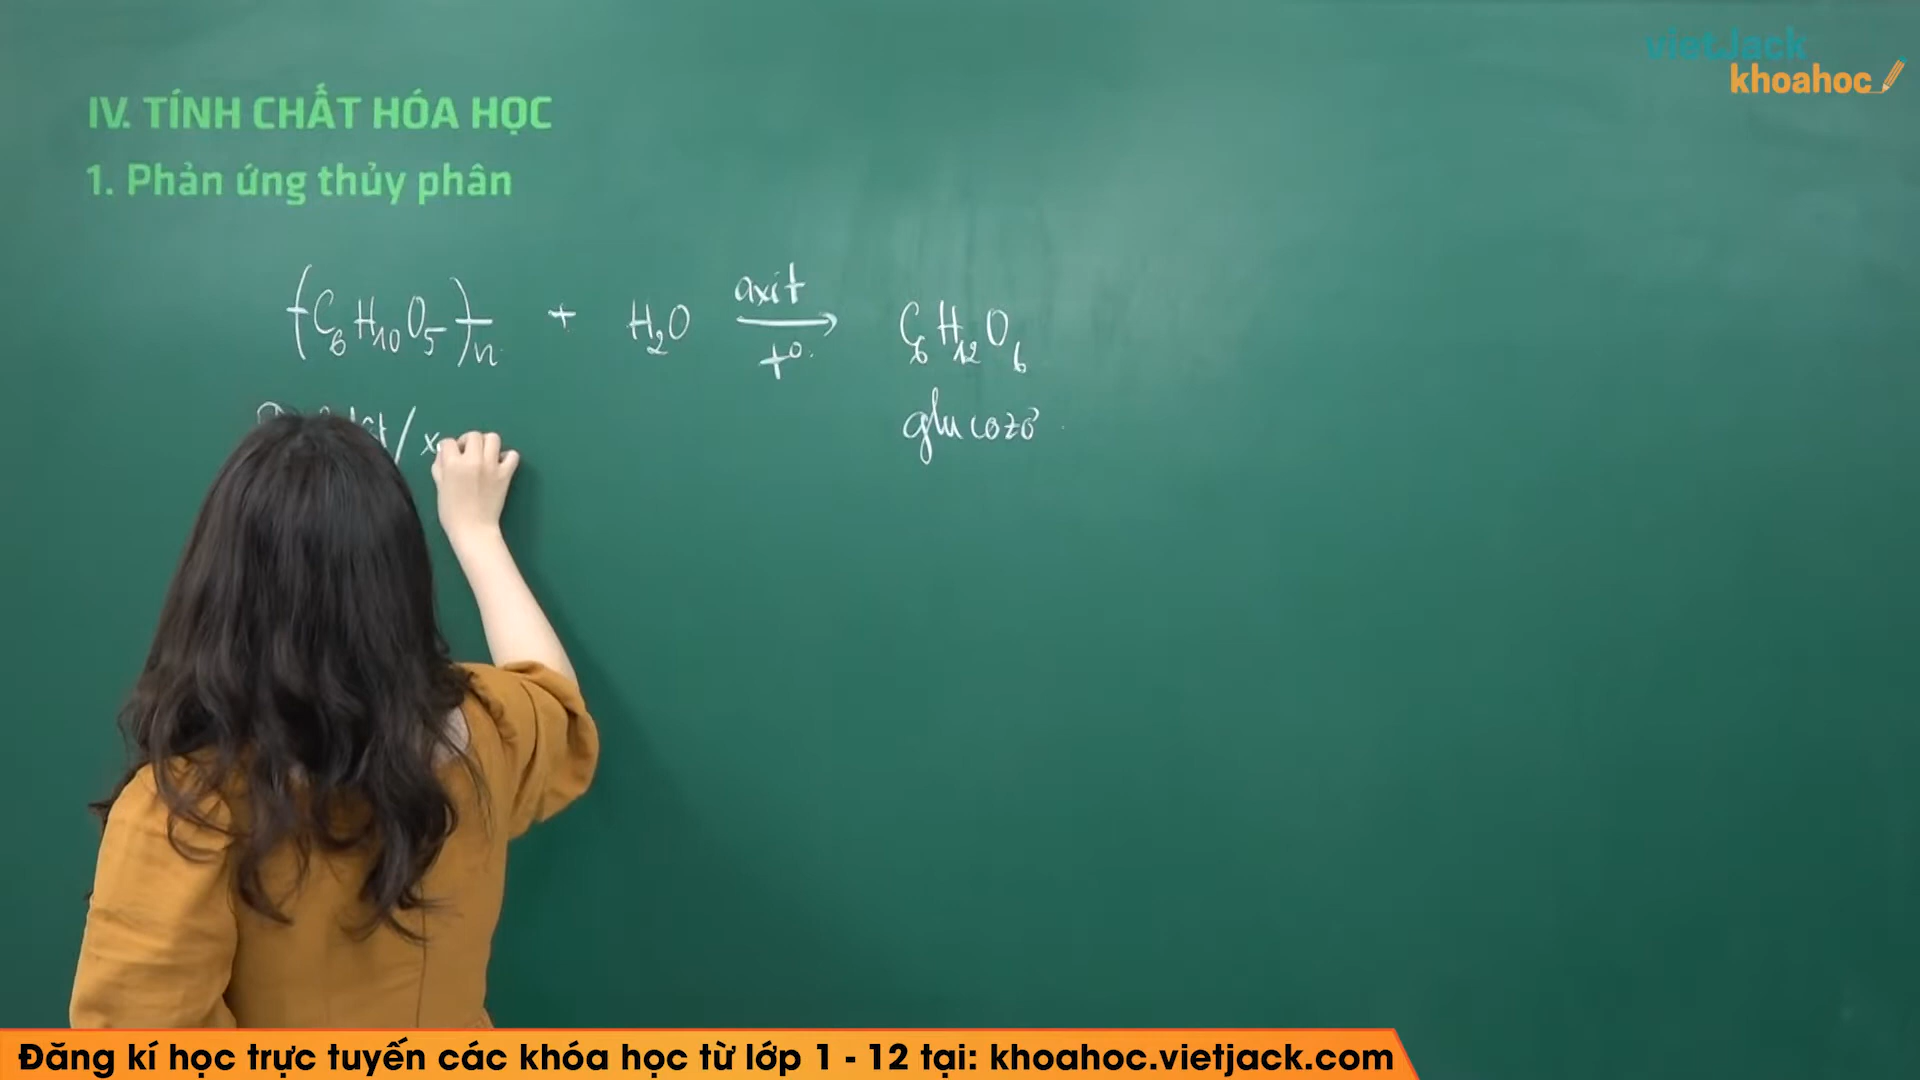 vietJack
khoahoc
IV. TÍNH CHẤT HÓA HỌC
1. Phản ứng thủy phân
(C6H10O5)n + H2O axit → t° C6H12O6
glucozơ
Đăng kí học trực tuyến các khóa học từ lớp 1 - 12 tại: khoahoc.vietjack.com